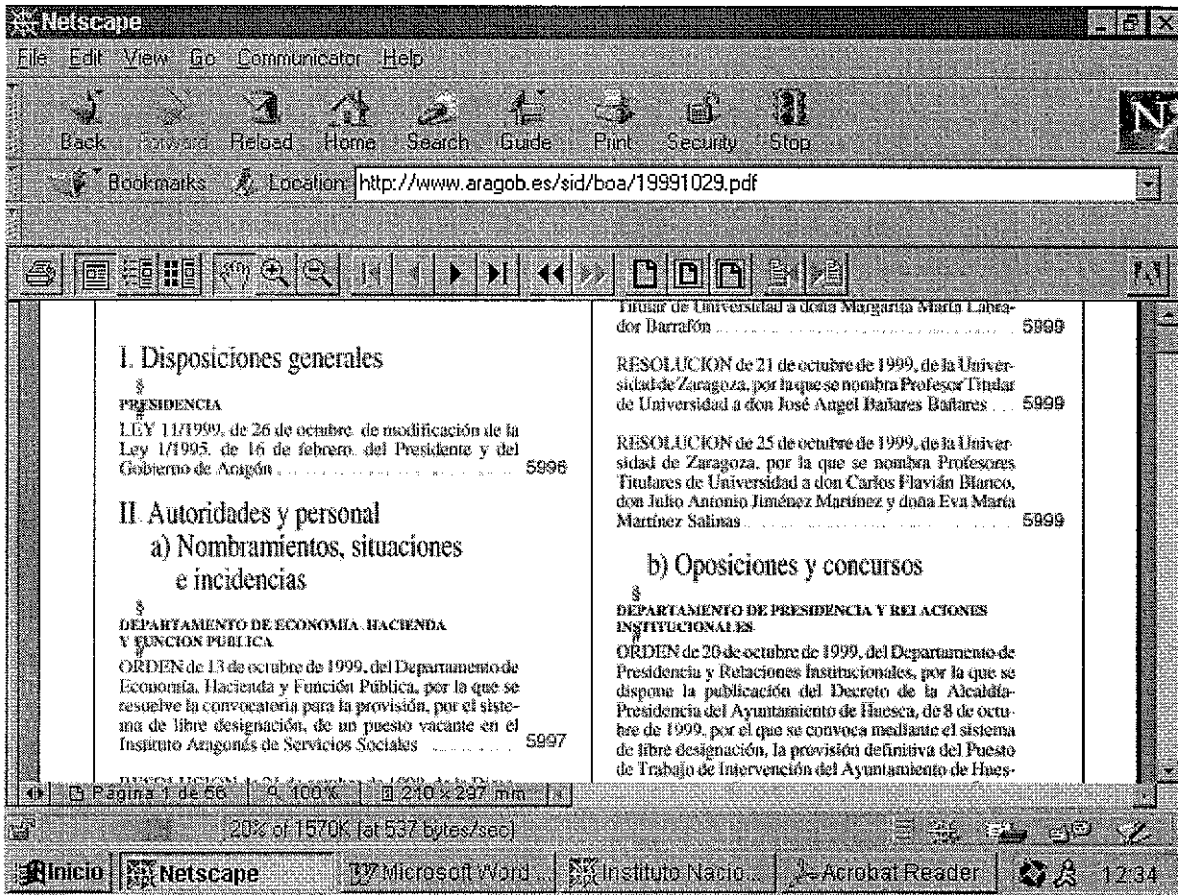 Netscape
File Edit View Go Communicator Help
Back Forward Reload Home Search Guide Print Security Stop
Bookmarks Location: http://www.aragob.es/sid/boa/19991029.pdf
I. Disposiciones generales
§
PRESIDENCIA
#
LEY 11/1999, de 26 de octubre, de modificación de la
Ley 1/1995, de 16 de febrero, del Presidente y del
Gobierno de Aragón 5996
II. Autoridades y personal
a) Nombramientos, situaciones
e incidencias
§
DEPARTAMENTO DE ECONOMIA, HACIENDA
Y FUNCION PUBLICA
#
ORDEN de 13 de octubre de 1999, del Departamento de
Economía, Hacienda y Función Pública, por la que se
resuelve la convocatoria para la provisión, por el siste-
ma de libre designación, de un puesto vacante en el
Instituto Aragonés de Servicios Sociales 5997
Titular de Universidad a doña Margarita María Labra-
dor Barrafón 5999
RESOLUCION de 21 de octubre de 1999, de la Univer-
sidad de Zaragoza, por la que se nombra Profesor Titular
de Universidad a don José Angel Bañares Bañares 5999
RESOLUCION de 25 de octubre de 1999, de la Univer-
sidad de Zaragoza, por la que se nombra Profesores
Titulares de Universidad a don Carlos Flavián Blanco,
don Julio Antonio Jiménez Martínez y doña Eva María
Martínez Salinas 5999
b) Oposiciones y concursos
§
DEPARTAMENTO DE PRESIDENCIA Y RELACIONES
INSTITUCIONALES
#
ORDEN de 20 de octubre de 1999, del Departamento de
Presidencia y Relaciones Institucionales, por la que se
dispone la publicación del Decreto de la Alcaldía-
Presidencia del Ayuntamiento de Huesca, de 8 de octu-
bre de 1999, por el que se convoca mediante el sistema
de libre designación, la provisión definitiva del Puesto
de Trabajo de Intervención del Ayuntamiento de Hues-
Página 1 de 56 100% 210 x 297 mm
20% of 1570K (at 537 bytes/sec)
Inicio Netscape Microsoft Word ... Instituto Nacio... Acrobat Reader 12:34